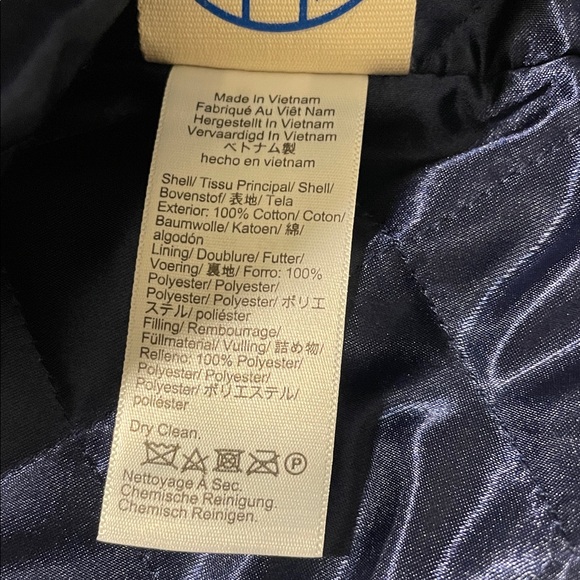 Made In Vietnam
Fabriqué Au Việt Nam
Hergestellt In Vietnam
Vervaardigd In Vietnam
ベトナム製
hecho en vietnam
Shell/ Tissu Principal/ Shell/
Bovenstof/ 表地/ Tela
Exterior: 100% Cotton/ Coton/
Baumwolle/ Katoen/ 綿/
algodón
Lining/ Doublure/ Futter/
Voering/ 裏地/ Forro: 100%
Polyester/ Polyester/
Polyester/ Polyester/ ポリエ
ステル/ poliéster
Filling/ Rembourrage/
Füllmaterial/ Vulling/ 詰め物/
Relleno: 100% Polyester/
Polyester/ Polyester/
Polyester/ ポリエステル/
poliéster
Dry Clean.
P
Nettoyage À Sec.
Chemische Reinigung.
Chemisch Reinigen.